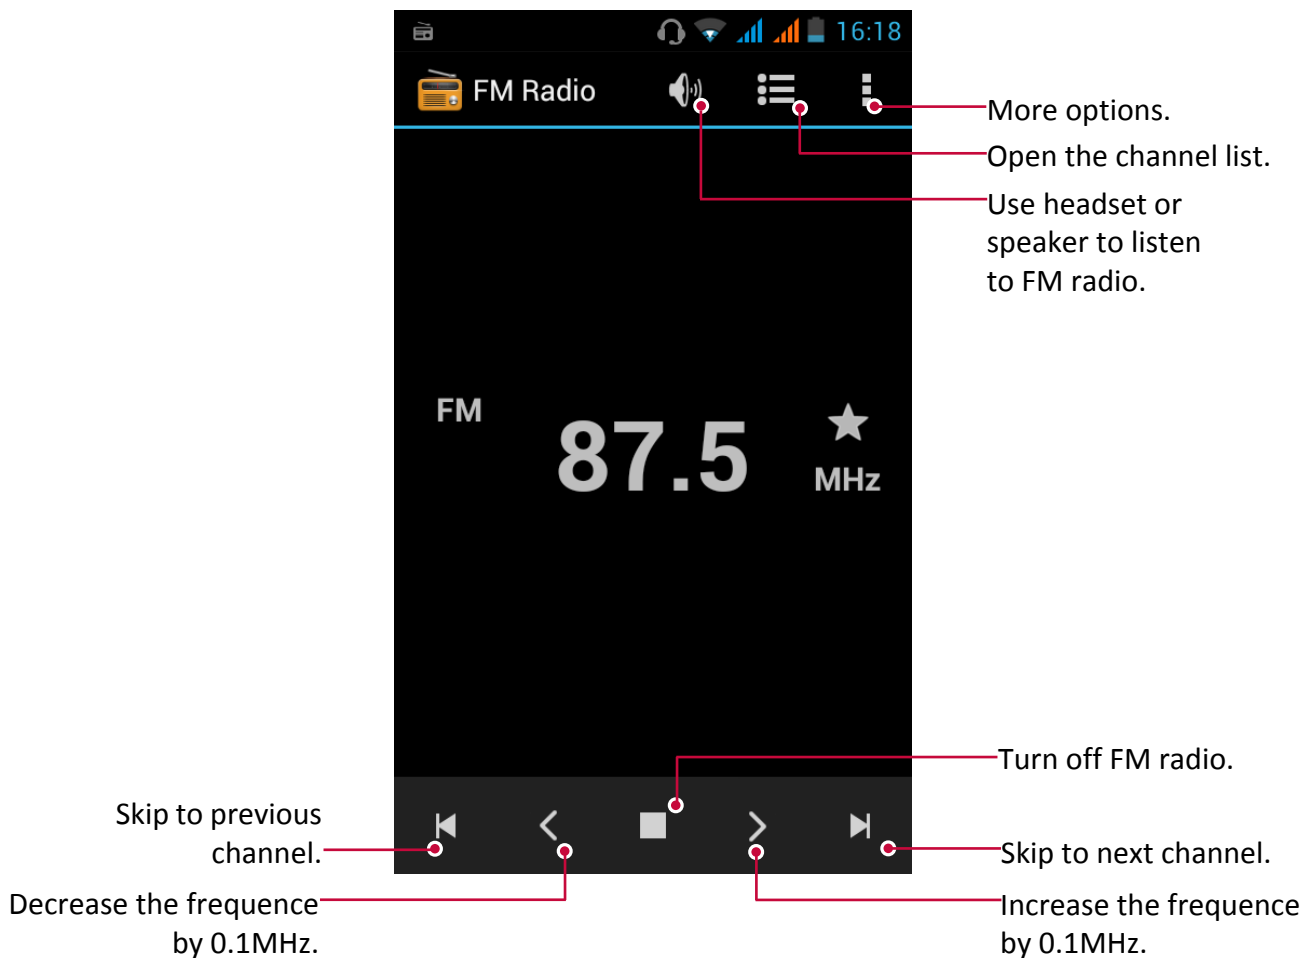 16:18
FM Radio
More options.
Open the channel list.
Use headset or
speaker to listen
to FM radio.
FM
87.5
MHz
Turn off FM radio.
Skip to previous
channel.
Skip to next channel.
Decrease the frequence
by 0.1MHz.
Increase the frequence
by 0.1MHz.